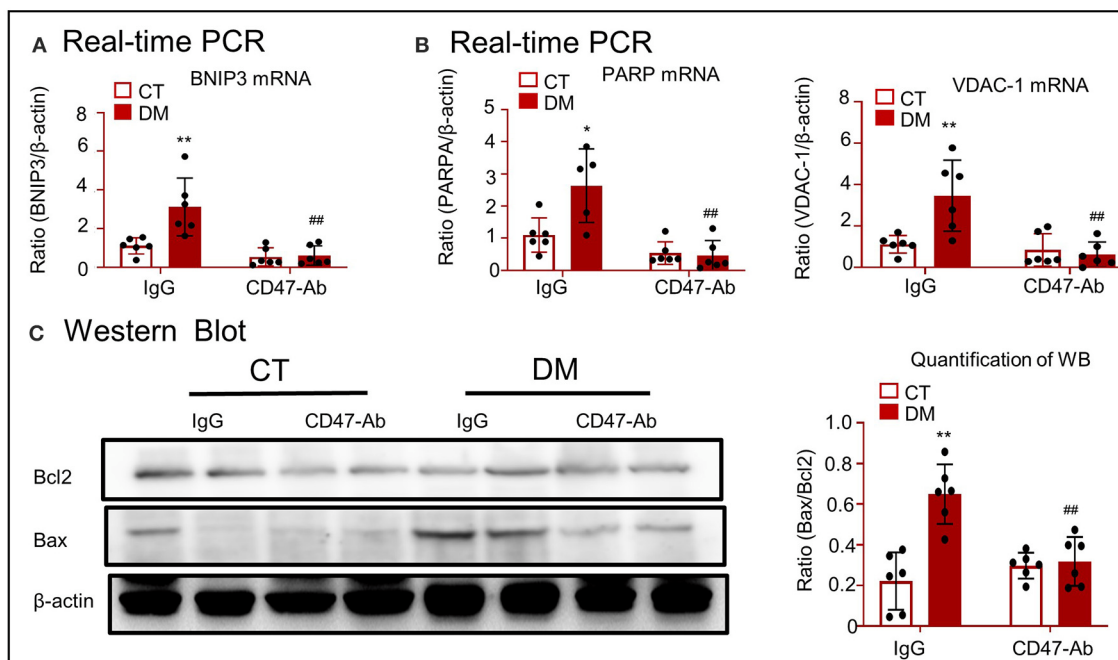 A Real-time PCR
BNIP3 mRNA
CT
DM
Ratio (BNIP3/β-actin)
8
6
4
2
0
**
##
IgG
CD47-Ab
B Real-time PCR
PARP mRNA
CT
DM
Ratio (PARPA/β-actin)
5
4
3
2
1
0
*
##
IgG
CD47-Ab
VDAC-1 mRNA
CT
DM
Ratio (VDAC-1/β-actin)
8
6
4
2
0
**
##
IgG
CD47-Ab
C Western Blot
CT DM
IgG CD47-Ab IgG CD47-Ab
Bcl2
Bax
β-actin
Quantification of WB
CT
DM
Ratio (Bax/Bcl2)
1.0
0.8
0.6
0.4
0.2
0
**
##
IgG
CD47-Ab